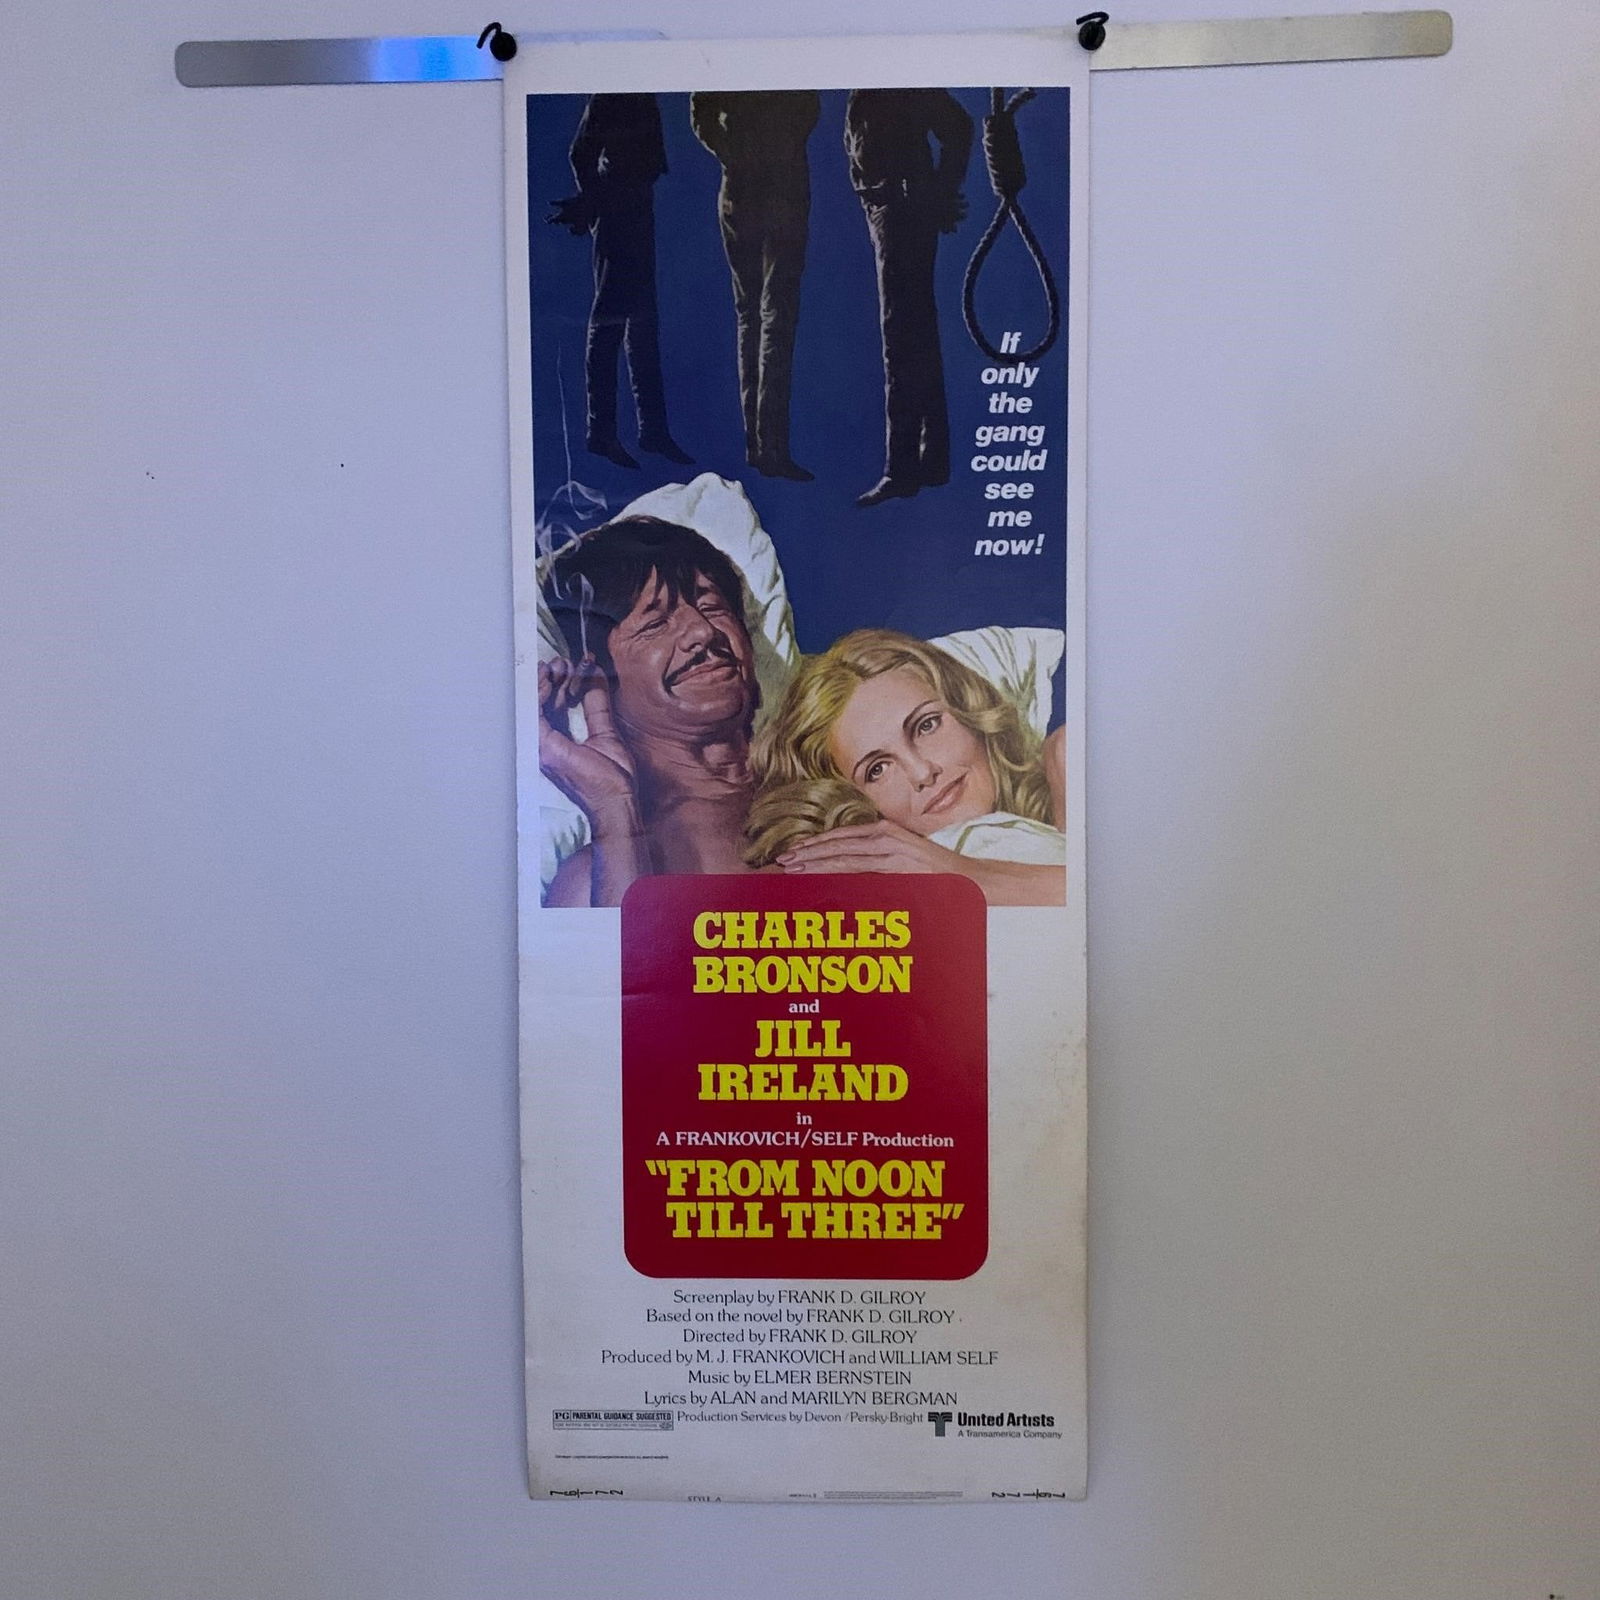 If
only
the
gang
could
see
me
now!
CHARLES
BRONSON
and
JILL
IRELAND
in
A FRANKOVICH/SELF Production
"FROM NOON
TILL THREE"
Screenplay by FRANK D. GILROY
Based on the novel by FRANK D. GILROY
Directed by FRANK D. GILROY
Produced by M. J. FRANKOVICH and WILLIAM SELF
Music by ELMER BERNSTEIN
Lyrics by ALAN and MARILYN BERGMAN
PG PARENTAL GUIDANCE SUGGESTED
Production Services by Devon/Persky-Bright
United Artists
A Transamerica Company
STYLE A